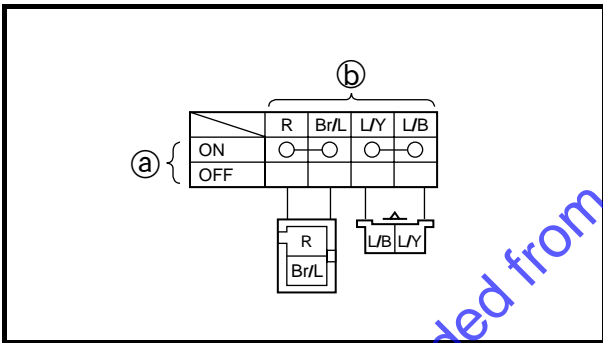 ⓑ
R Br/L L/Y L/B
ⓐ ON
OFF
R
Br/L
L/B L/Y
ded from